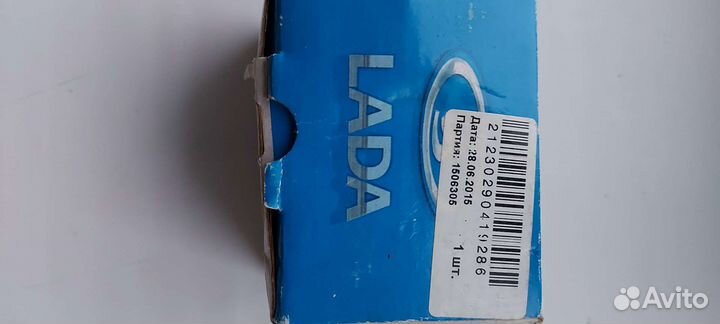 LADA
21230290419286
Дата: 28.06.2015
Партия: 1506305
1 шт.
Avito